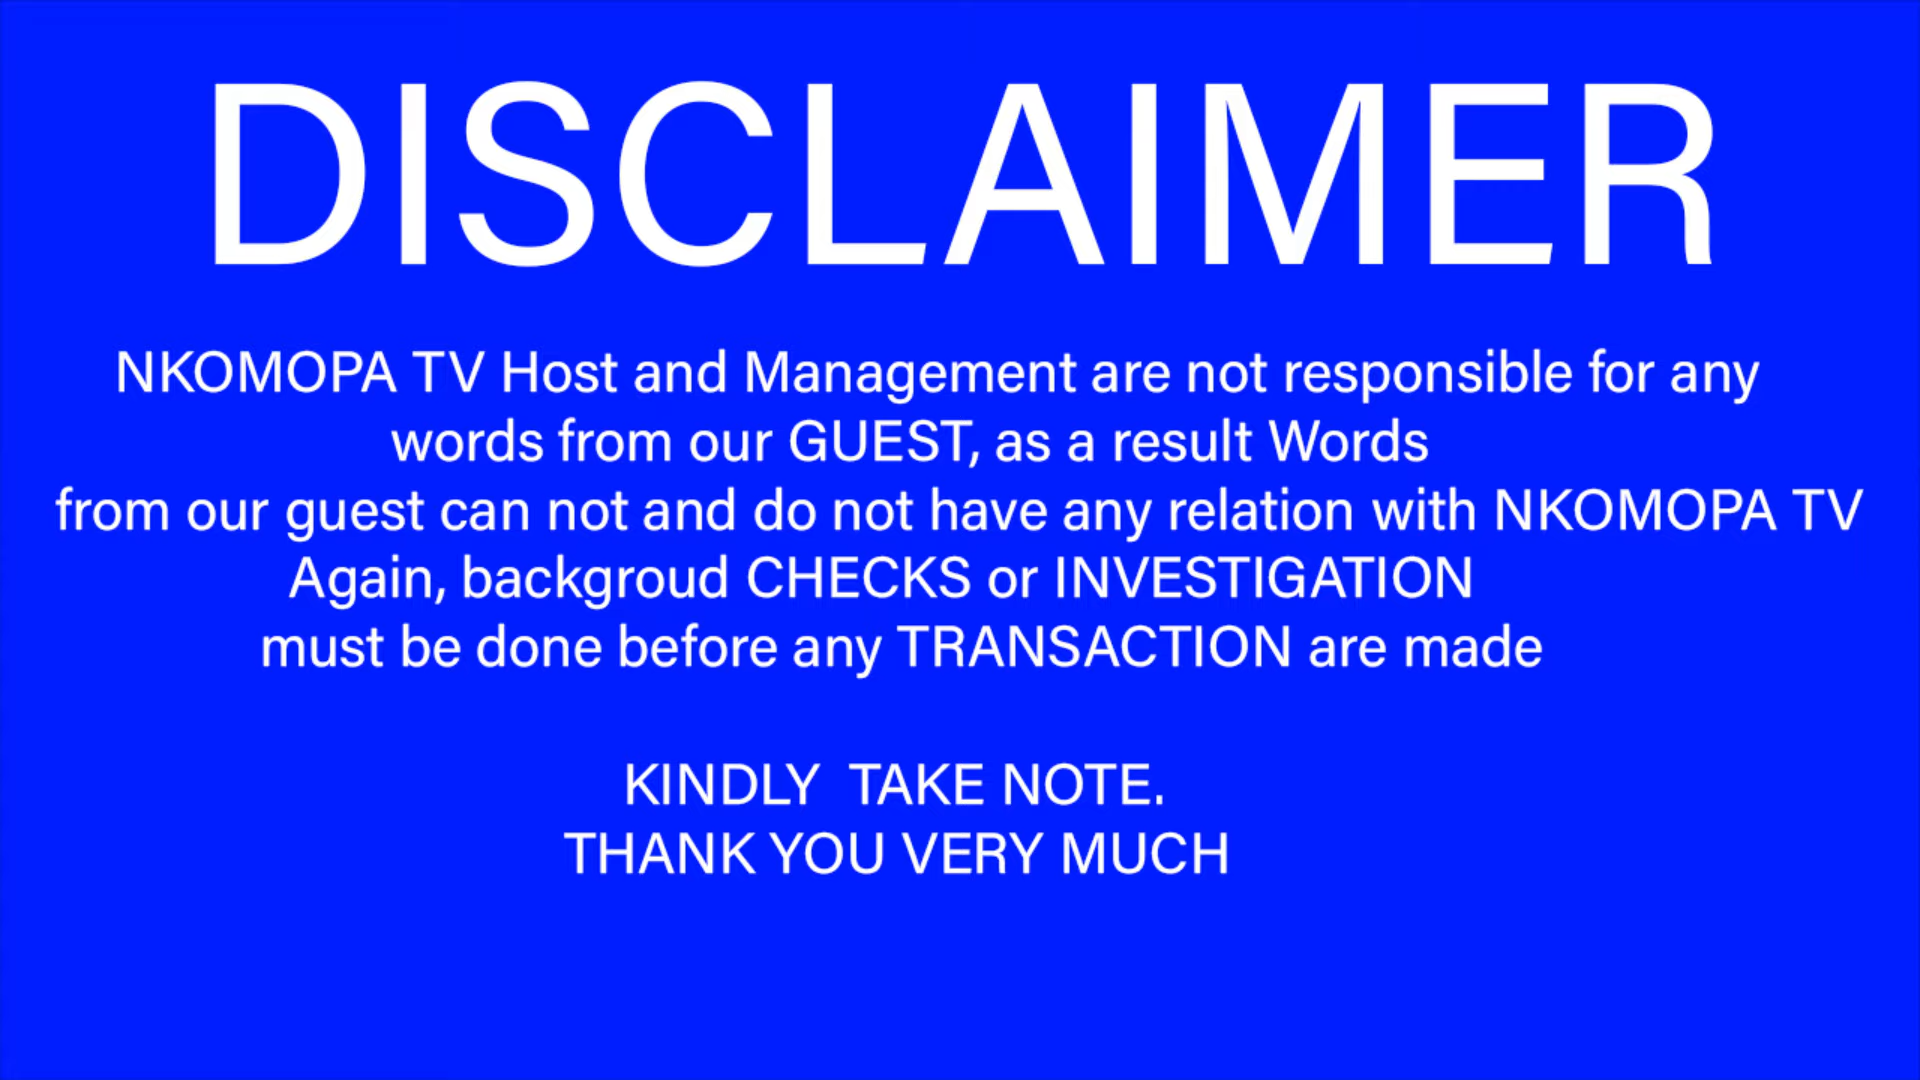 DISCLAIMER
NKOMOPA TV Host and Management are not responsible for any
words from our GUEST, as a result Words
from our guest can not and do not have any relation with NKOMOPA TV
Again, backgroud CHECKS or INVESTIGATION
must be done before any TRANSACTION are made
KINDLY  TAKE NOTE.
THANK YOU VERY MUCH